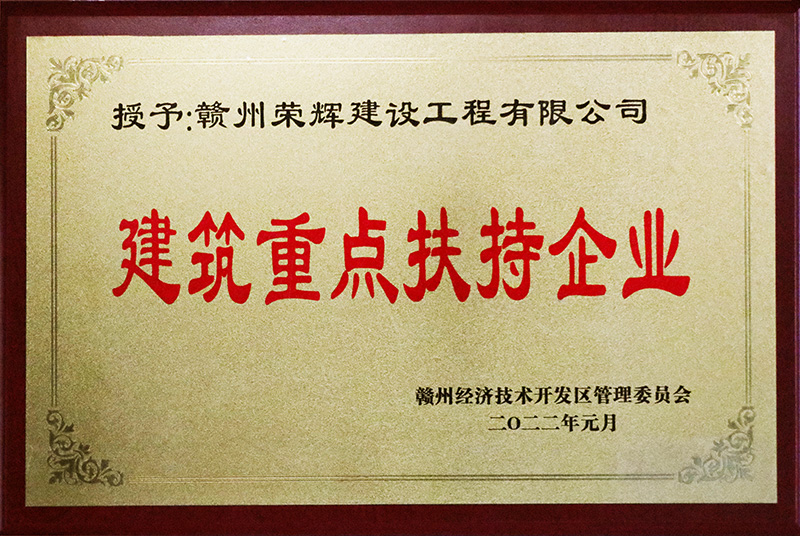 授予:赣州荣辉建设工程有限公司
建筑重点扶持企业
赣州经济技术开发区管理委员会
二〇二二年元月